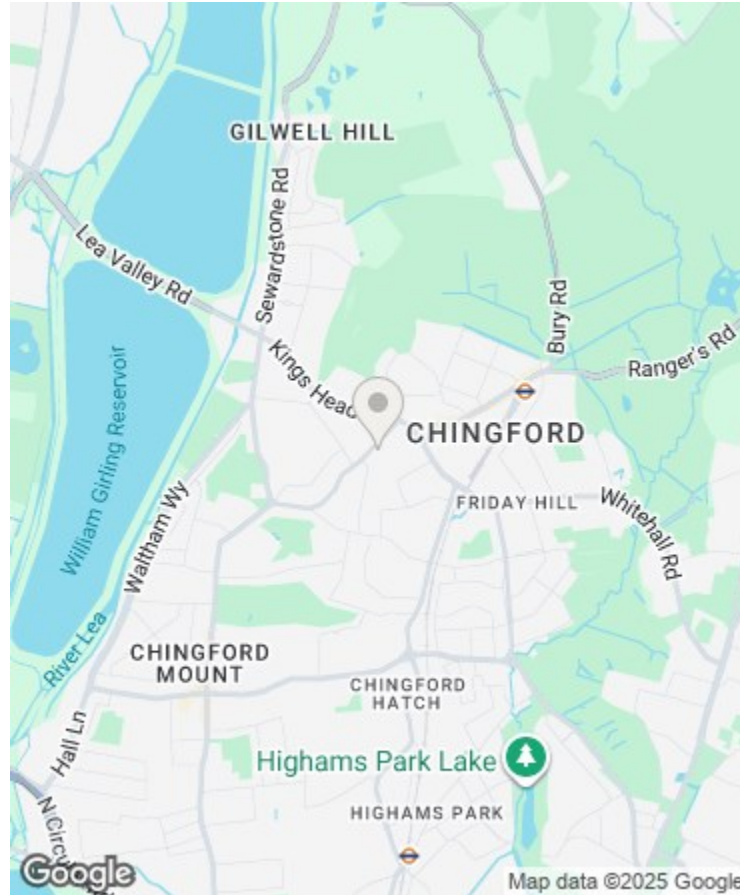 GILWELL HILL
Sewardstone Rd
Lea Valley Rd
Bury Rd
Ranger's Rd
Kings Head
CHINGFORD
William Girling Reservoir
FRIDAY HILL
Whitehall Rd
Waltham Wy
River Lea
CHINGFORD
MOUNT
CHINGFORD
HATCH
Hall Ln
Highams Park Lake
HIGHAMS PARK
N Circu
Google
Map data ©2025 Google